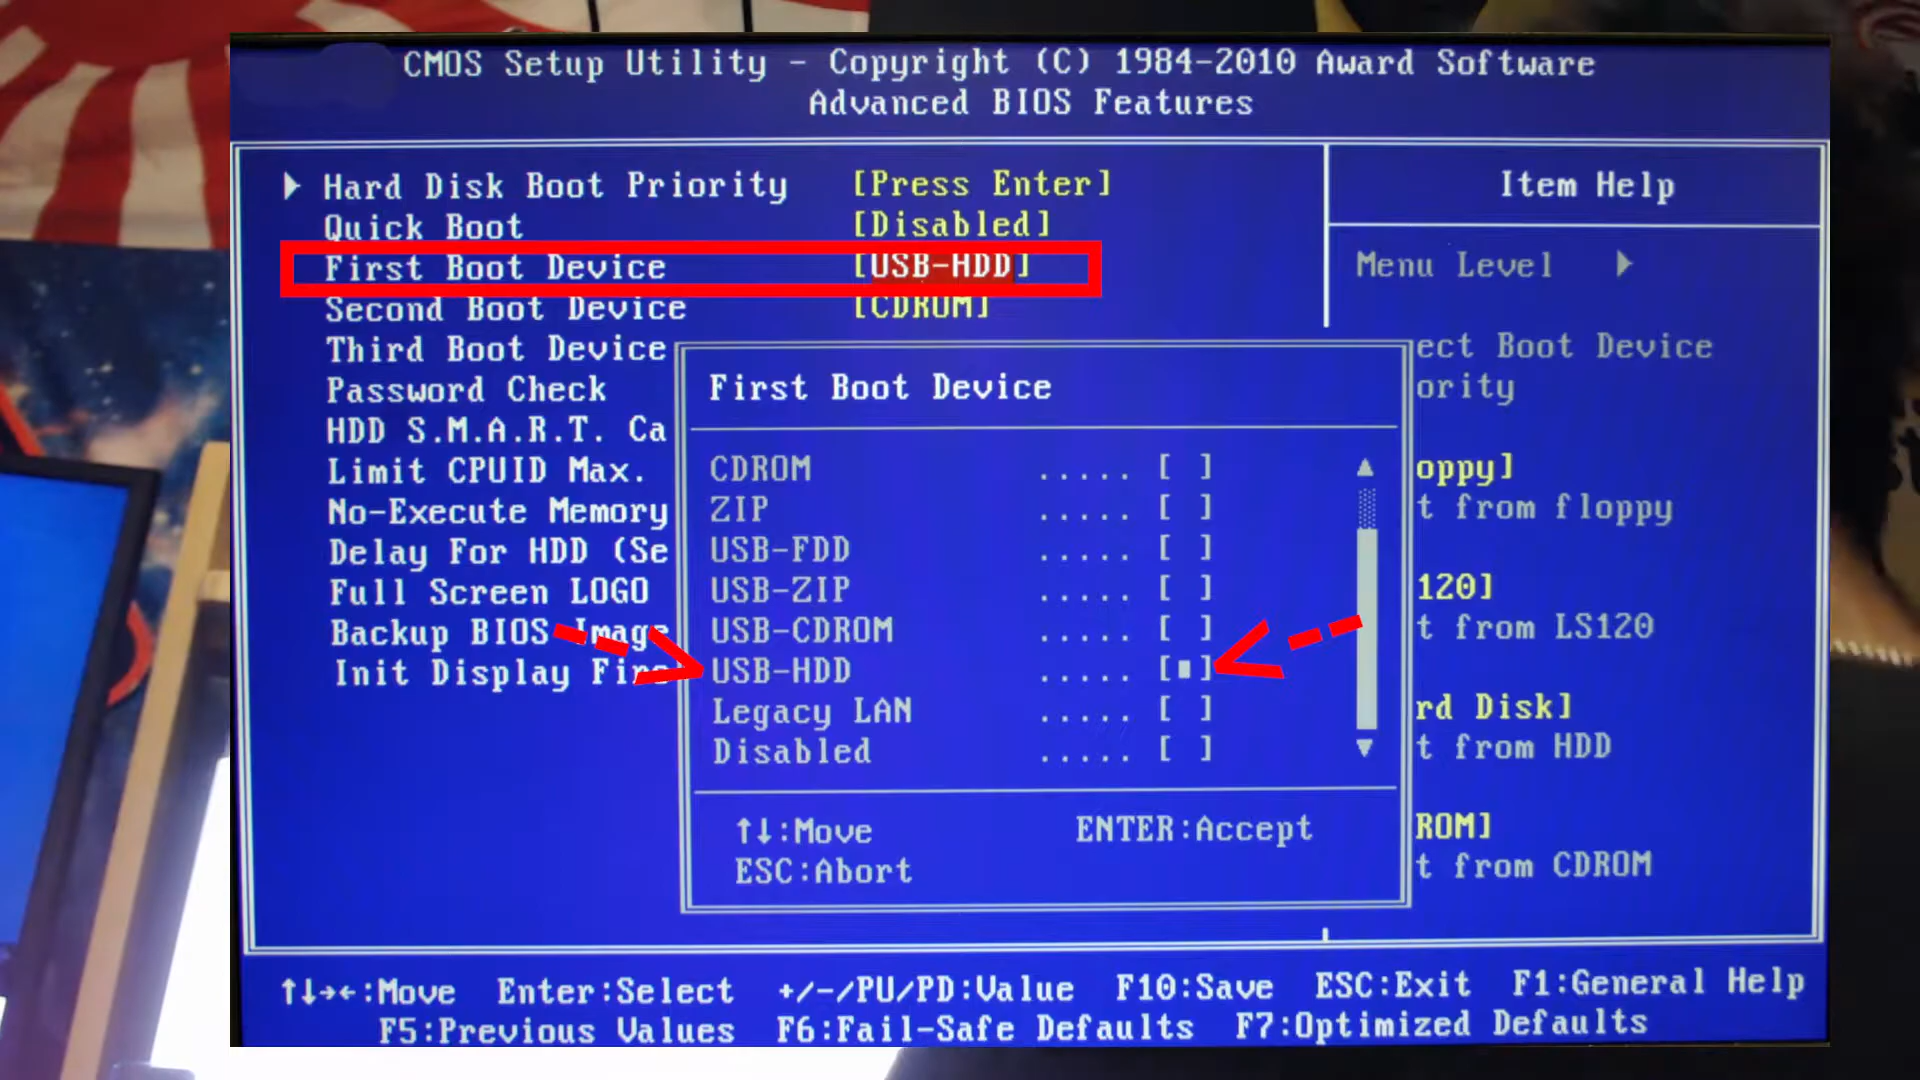 CMOS Setup Utility - Copyright (C) 1984-2010 Award Software
Advanced BIOS Features
Hard Disk Boot Priority [Press Enter]
Quick Boot [Disabled]
First Boot Device [USB-HDD]
Second Boot Device [CDROM]
Third Boot Device
Password Check
HDD S.M.A.R.T. Ca
Limit CPUID Max.
No-Execute Memory
Delay For HDD (Se
Full Screen LOGO
Backup BIOS Image
Init Display Firs
First Boot Device
CDROM ..... [ ]
ZIP ..... [ ]
USB-FDD ..... [ ]
USB-ZIP ..... [ ]
USB-CDROM ..... [ ]
USB-HDD ..... [■]
Legacy LAN ..... [ ]
Disabled ..... [ ]
↑↓:Move ENTER:Accept
ESC:Abort
Item Help
Menu Level ▶
ect Boot Device
ority
oppy]
t from floppy
120]
t from LS120
rd Disk]
t from HDD
ROM]
t from CDROM
↑↓→←:Move Enter:Select +/-/PU/PD:Value F10:Save ESC:Exit F1:General Help
F5:Previous Values F6:Fail-Safe Defaults F7:Optimized Defaults